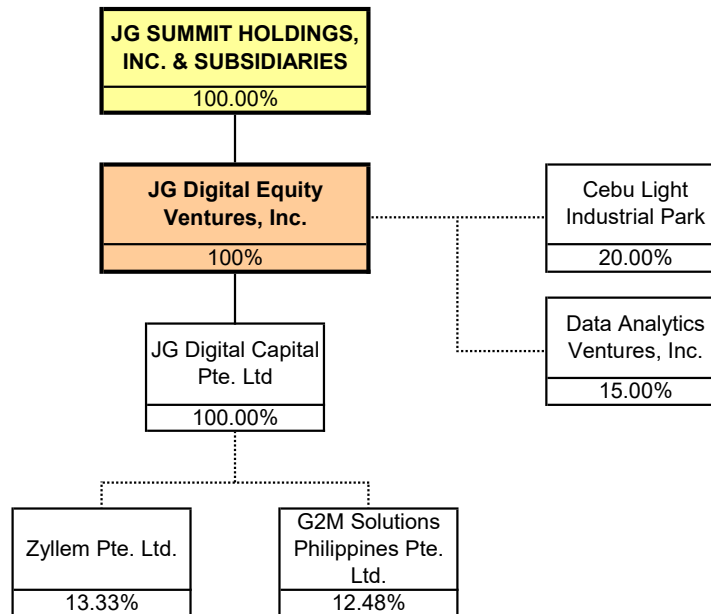 JG SUMMIT HOLDINGS,
INC. & SUBSIDIARIES
100.00%
JG Digital Equity
Ventures, Inc.
100%
Cebu Light
Industrial Park
20.00%
Data Analytics
Ventures, Inc.
15.00%
JG Digital Capital
Pte. Ltd
100.00%
Zyllem Pte. Ltd.
13.33%
G2M Solutions
Philippines Pte.
Ltd.
12.48%